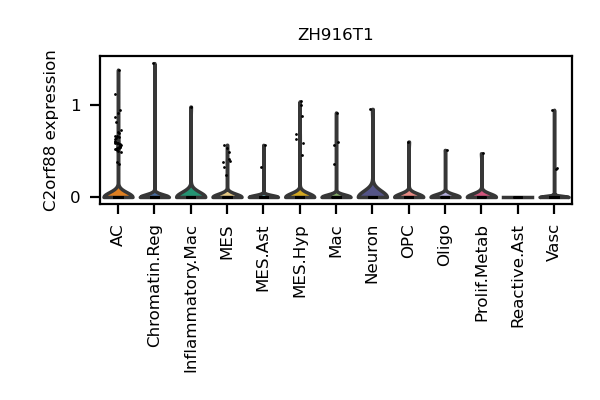 ZH916T1
C2orf88 expression
1
0
AC
Chromatin.Reg
Inflammatory.Mac
MES
MES.Ast
MES.Hyp
Mac
Neuron
OPC
Oligo
Prolif.Metab
Reactive.Ast
Vasc